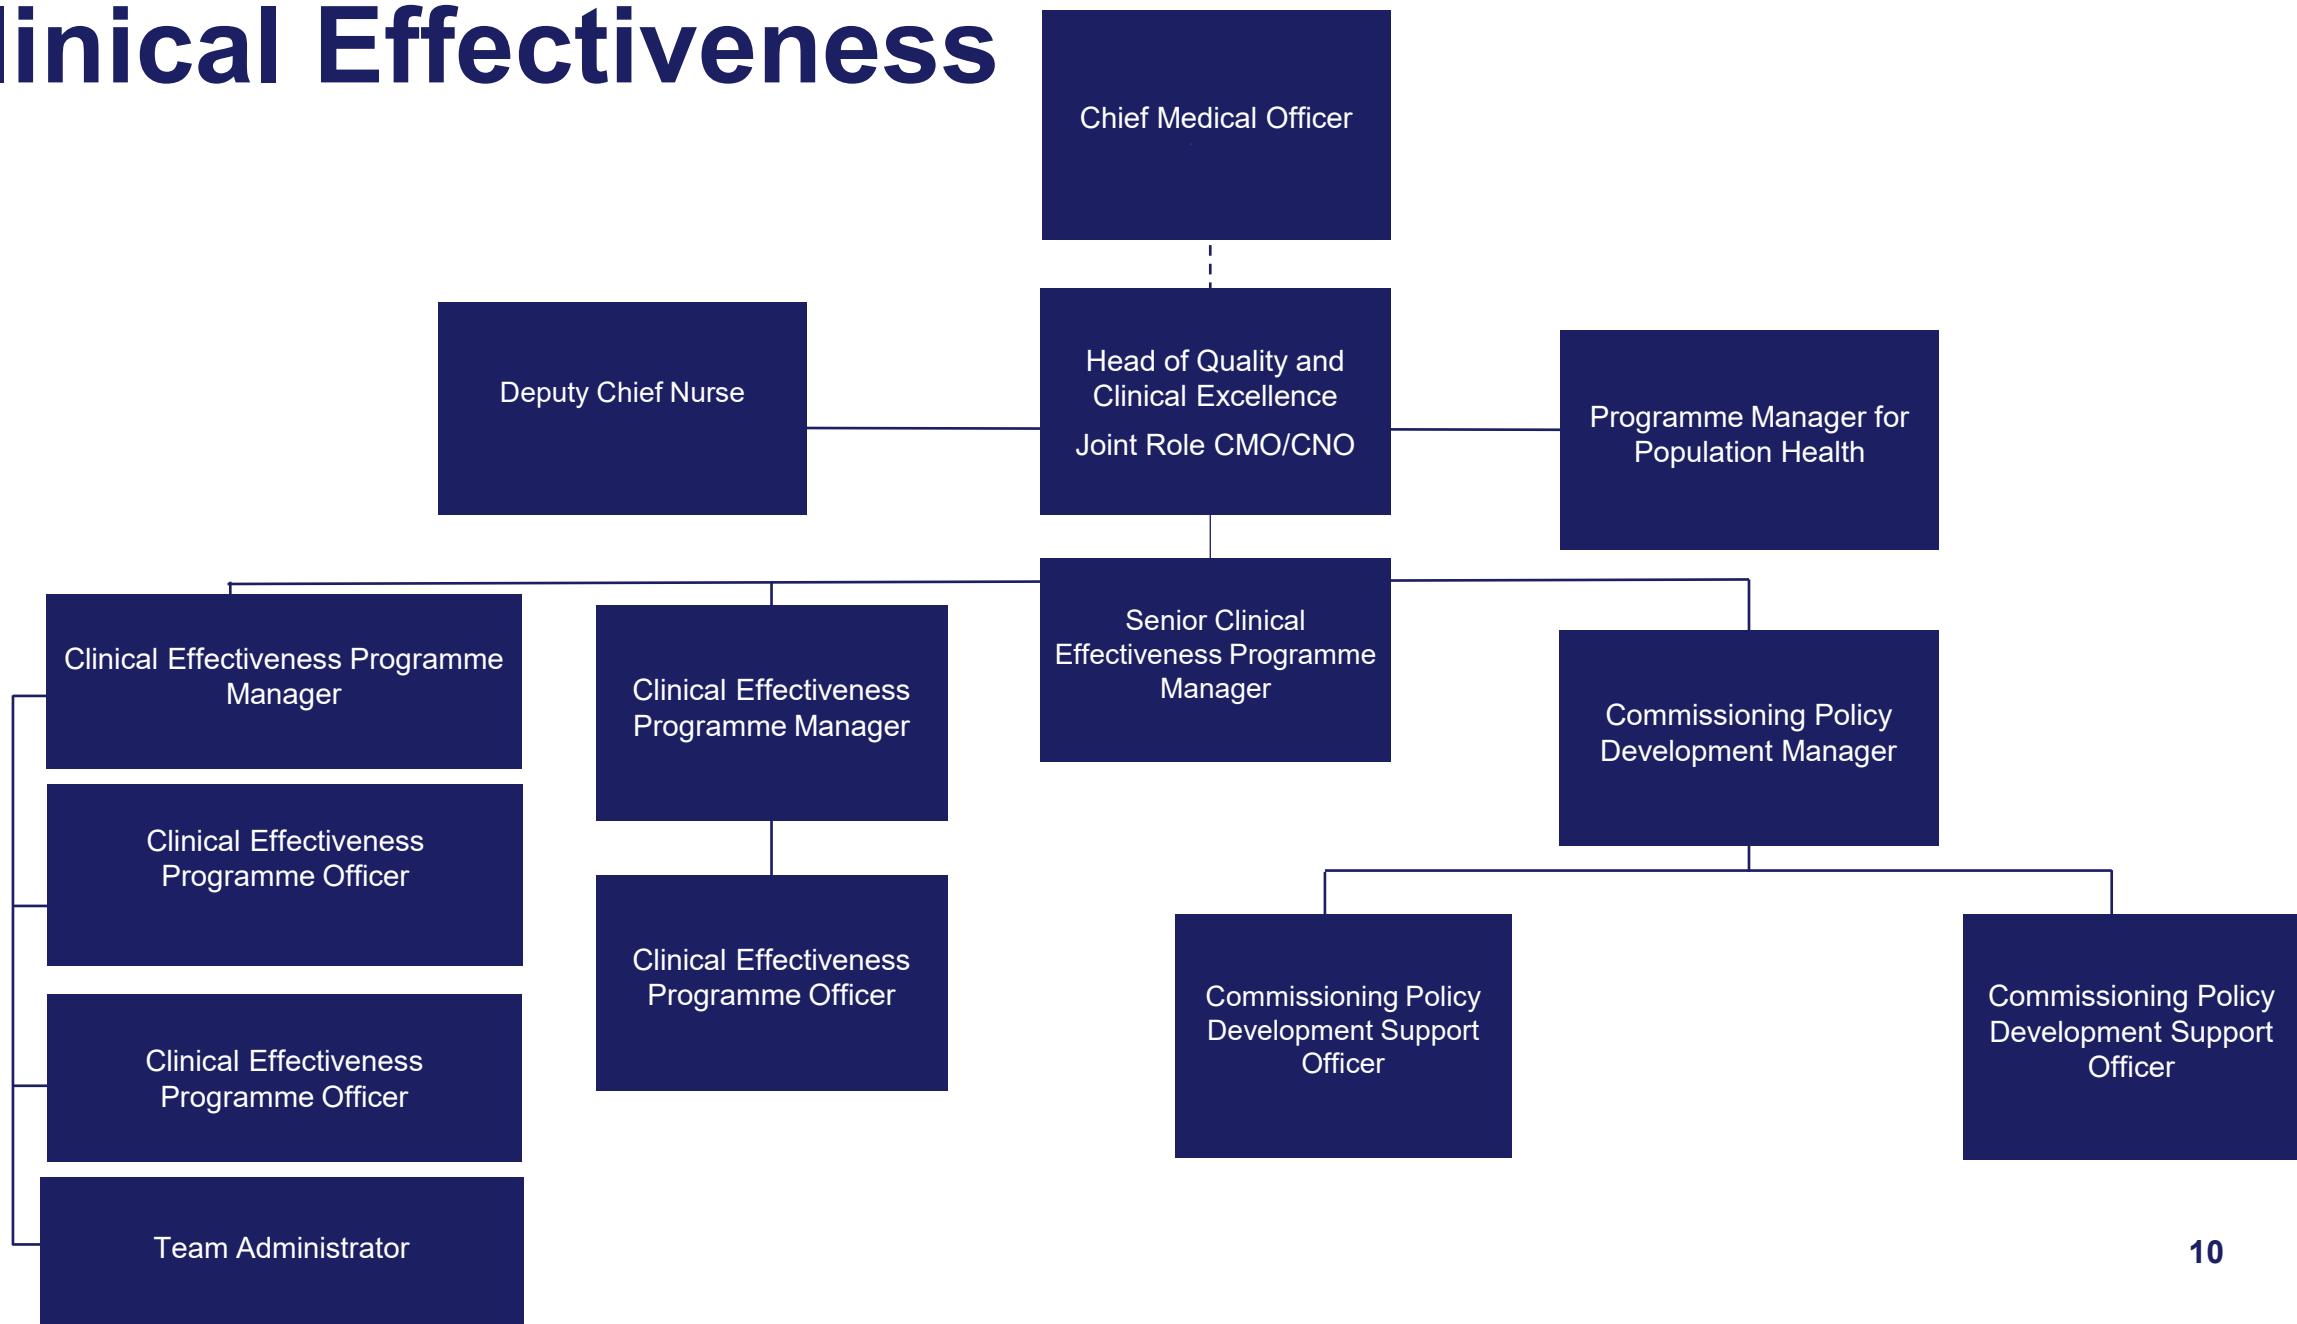 linical Effectiveness
Chief Medical Officer
Deputy Chief Nurse
Head of Quality and
Clinical Excellence
Joint Role CMO/CNO
Programme Manager for
Population Health
Clinical Effectiveness Programme
Manager
Clinical Effectiveness
Programme Manager
Senior Clinical
Effectiveness Programme
Manager
Commissioning Policy
Development Manager
Clinical Effectiveness
Programme Officer
Clinical Effectiveness
Programme Officer
Clinical Effectiveness
Programme Officer
Commissioning Policy
Development Support
Officer
Commissioning Policy
Development Support
Officer
Team Administrator
10